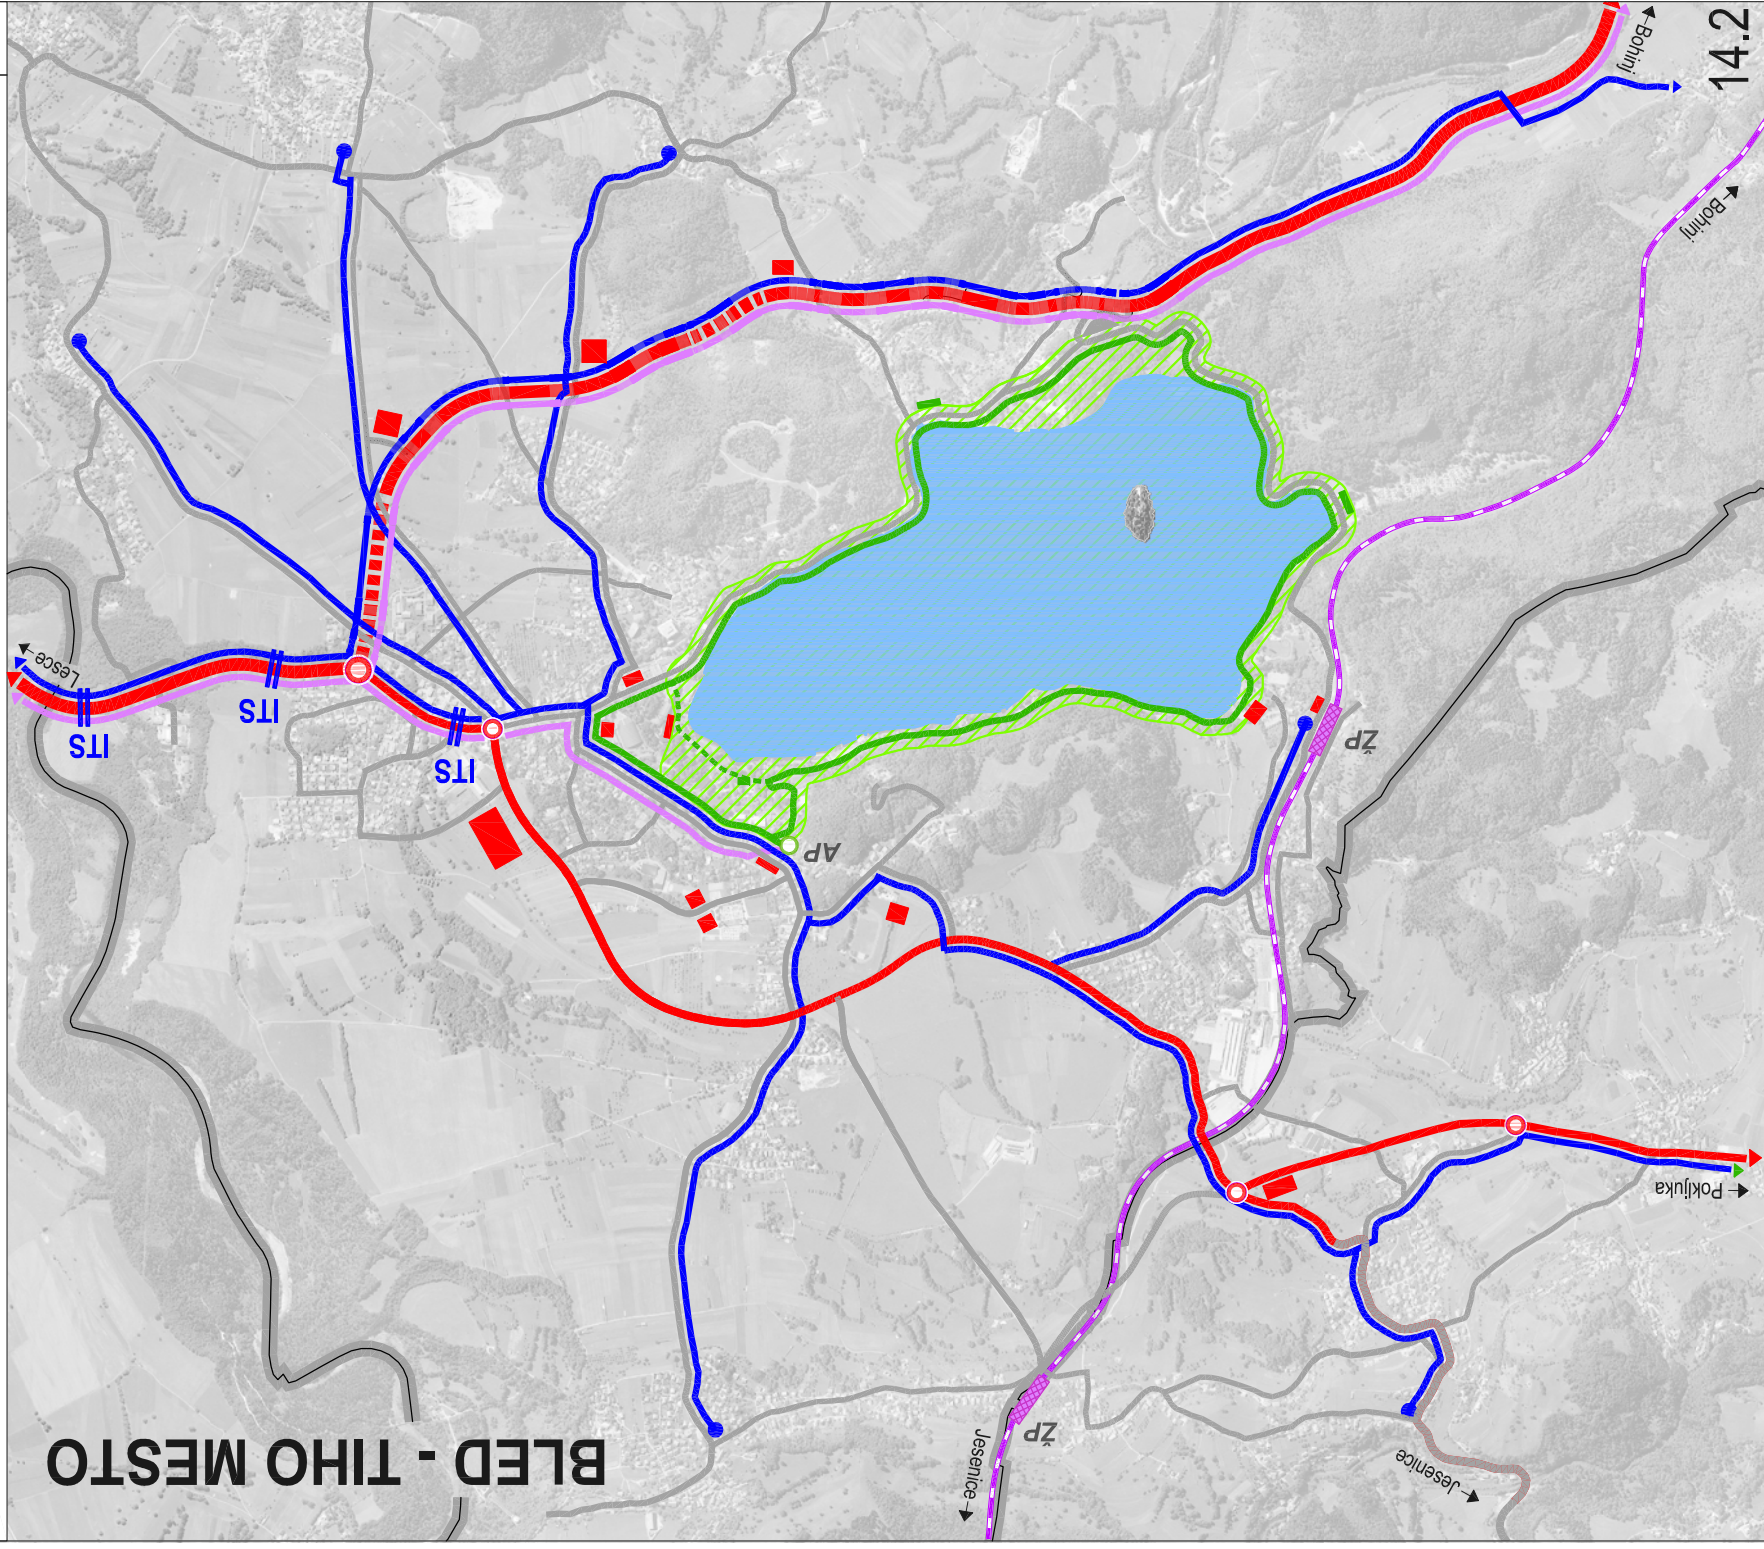 BLED - TIHO MESTO
Jesenice
Jesenice
ŽP
Pokljuka
AP
ITS
ITS
ITS
ŽP
Lesce
Bohinj
Bohinj
14.2